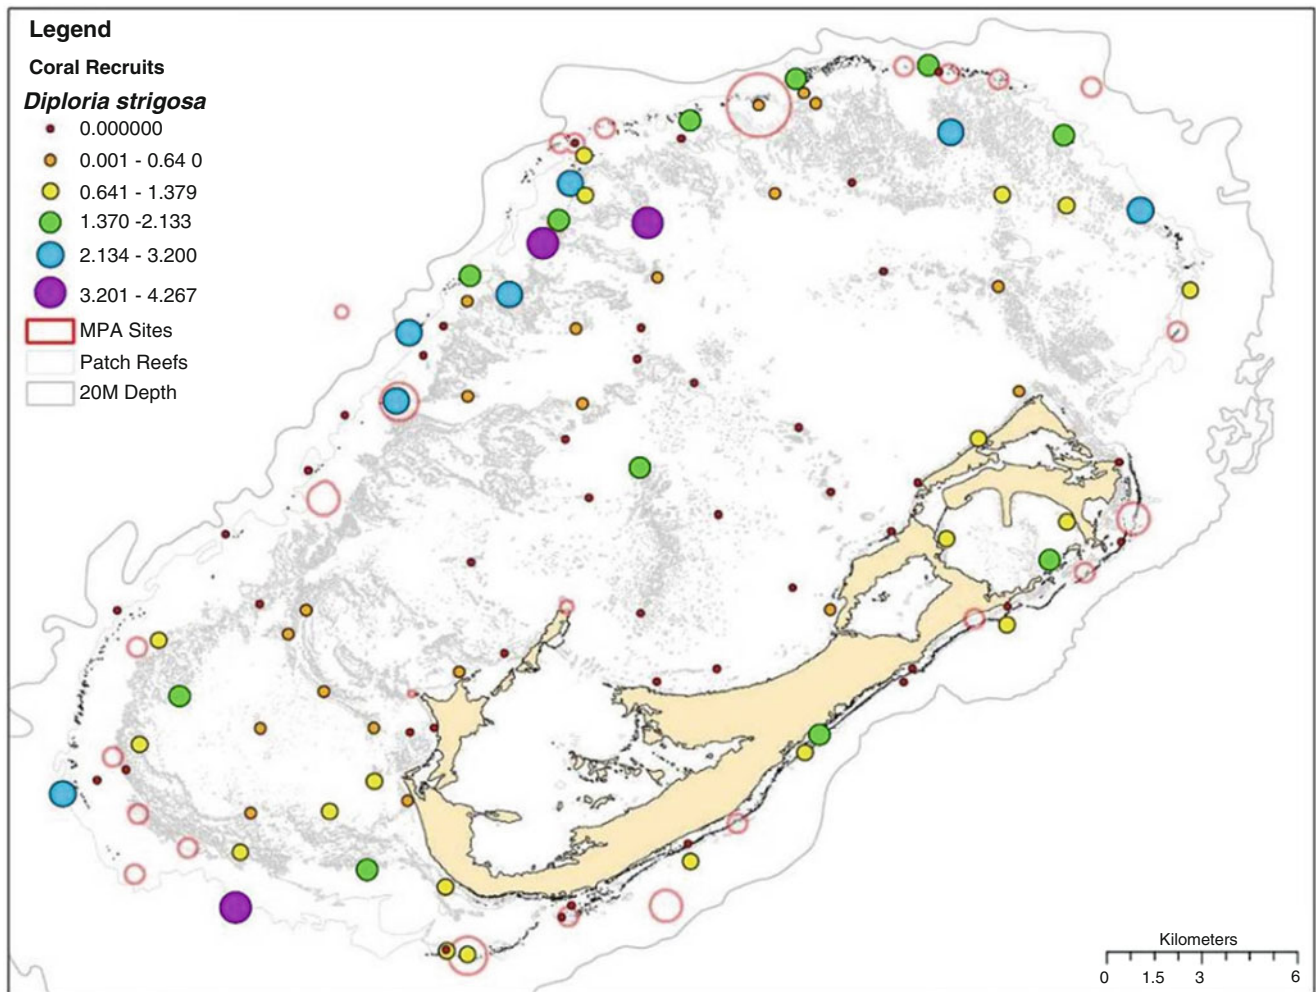 Legend
Coral Recruits
Diploria strigosa
0.000000
0.001 - 0.64 0
0.641 - 1.379
1.370 -2.133
2.134 - 3.200
3.201 - 4.267
MPA Sites
Patch Reefs
20M Depth
Kilometers
0 1.5 3 6